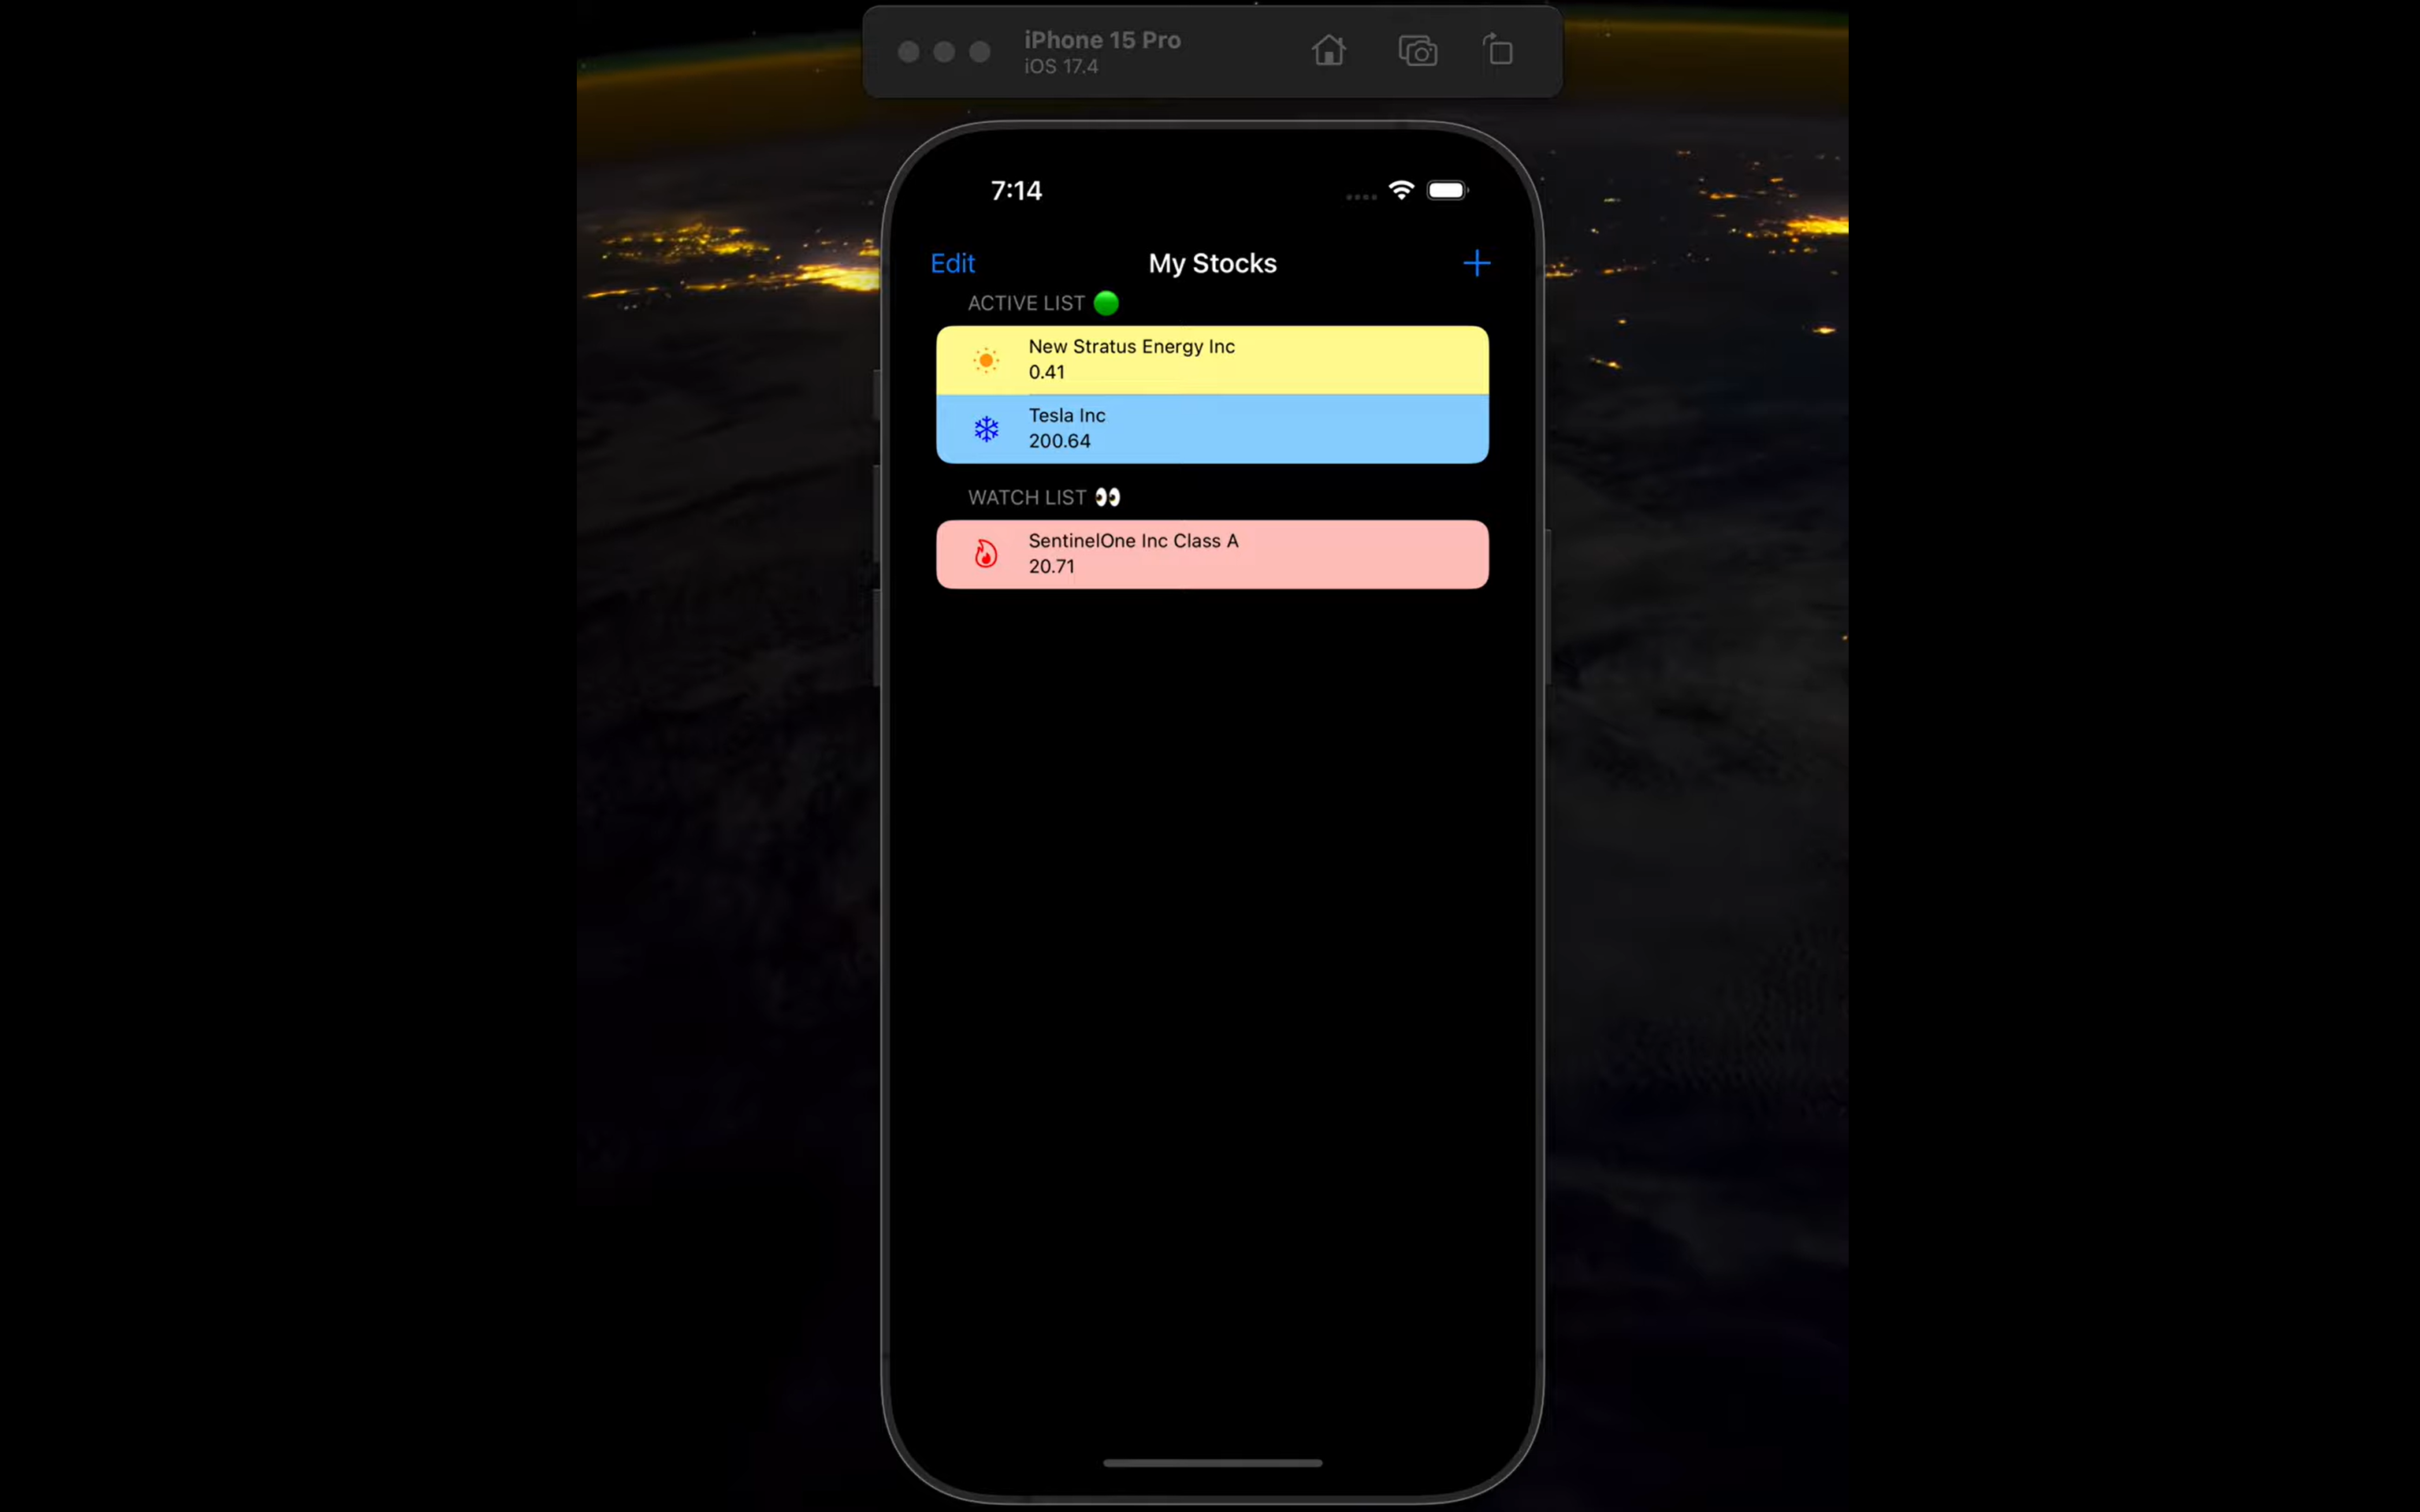 iPhone 15 Pro
iOS 17.4
7:14
Edit
My Stocks
ACTIVE LIST
New Stratus Energy Inc
0.41
Tesla Inc
200.64
WATCH LIST
SentinelOne Inc Class A
20.71